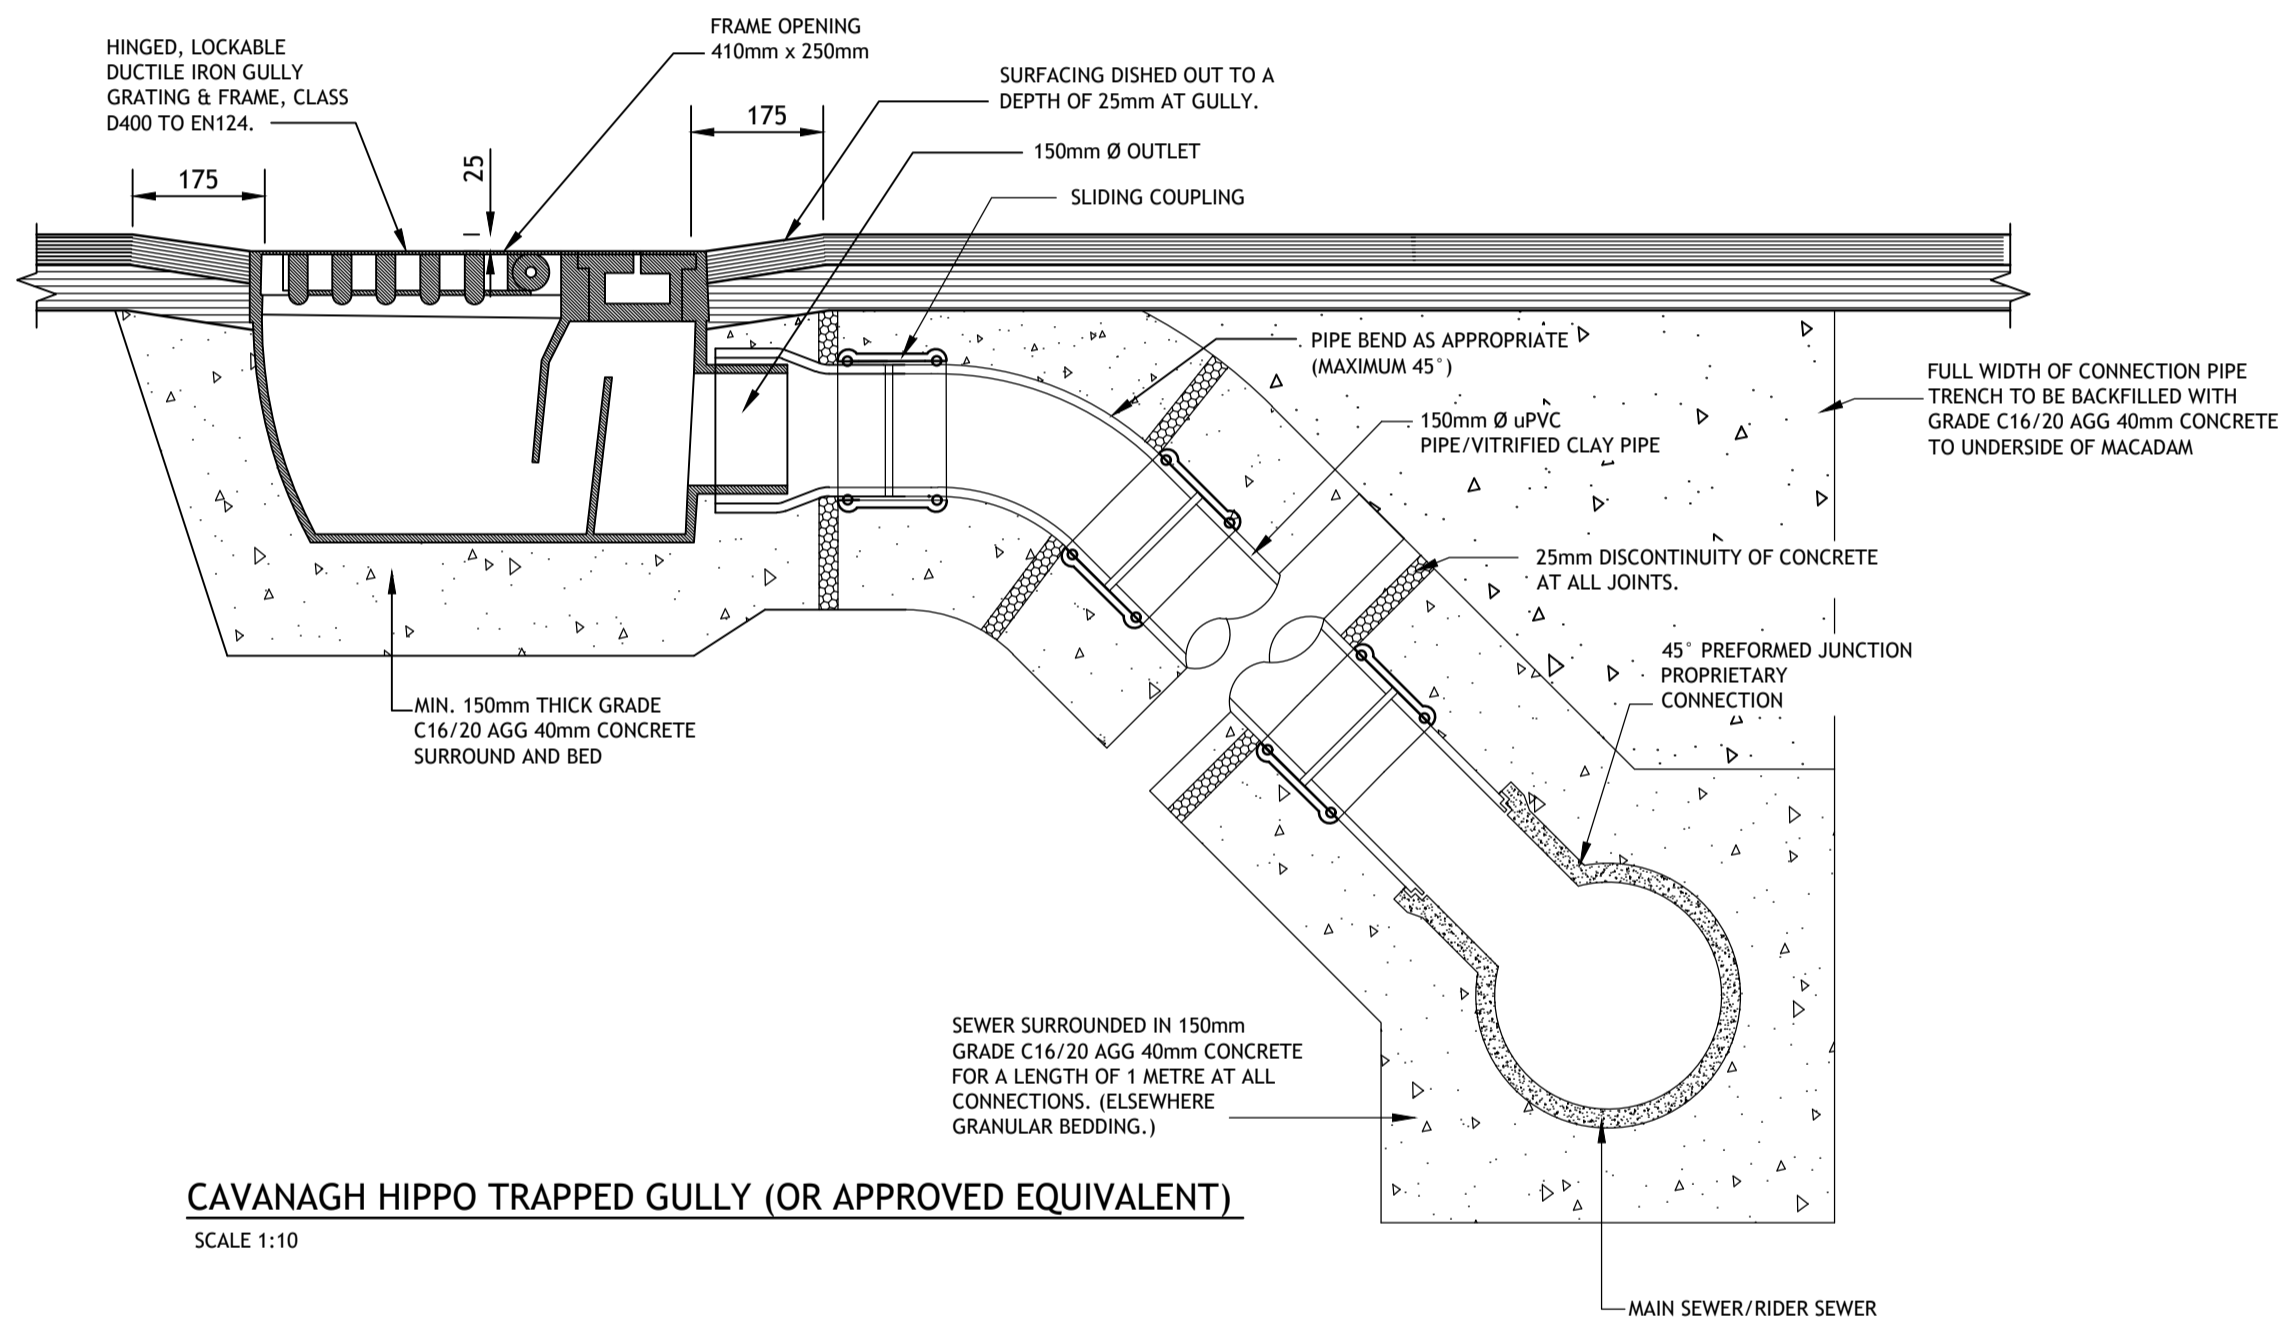 HINGED, LOCKABLE
DUCTILE IRON GULLY
GRATING & FRAME, CLASS
D400 TO EN124.
FRAME OPENING
410mm x 250mm
SURFACING DISHED OUT TO A
DEPTH OF 25mm AT GULLY.
175
25
175
150mm Ø OUTLET
SLIDING COUPLING
PIPE BEND AS APPROPRIATE
(MAXIMUM 45°)
FULL WIDTH OF CONNECTION PIPE
TRENCH TO BE BACKFILLED WITH
GRADE C16/20 AGG 40mm CONCRETE
TO UNDERSIDE OF MACADAM
150mm Ø uPVC
PIPE/VITRIFIED CLAY PIPE
25mm DISCONTINUITY OF CONCRETE
AT ALL JOINTS.
45° PREFORMED JUNCTION
PROPRIETARY
CONNECTION
MIN. 150mm THICK GRADE
C16/20 AGG 40mm CONCRETE
SURROUND AND BED
SEWER SURROUNDED IN 150mm
GRADE C16/20 AGG 40mm CONCRETE
FOR A LENGTH OF 1 METRE AT ALL
CONNECTIONS. (ELSEWHERE
GRANULAR BEDDING.)
CAVANAGH HIPPO TRAPPED GULLY (OR APPROVED EQUIVALENT)
SCALE 1:10
MAIN SEWER/RIDER SEWER